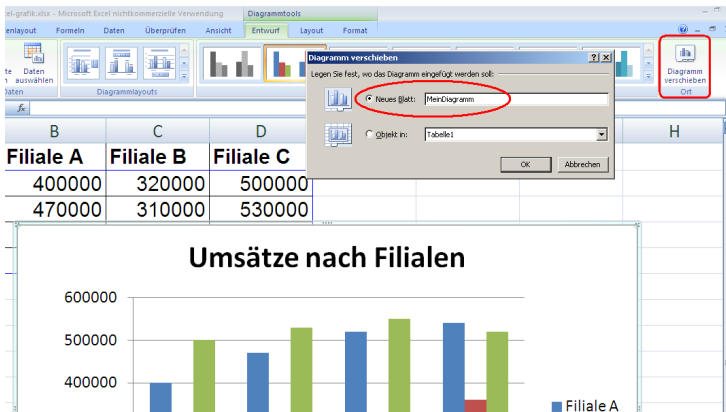 cel-grafik.xlsx - Microsoft Excel nichtkommerzielle Verwendung
Diagrammtools
enlayout Formeln Daten Überprüfen Ansicht Entwurf Layout Format
te Daten
n auswählen
Daten
Diagrammlayouts
Diagramm
verschieben
Ort
Diagramm verschieben
Legen Sie fest, wo das Diagramm eingefügt werden soll:
Neues Blatt: MeinDiagramm
Objekt in: Tabelle1
OK Abbrechen
fx
B C D H
Filiale A Filiale B Filiale C
400000 320000 500000
470000 310000 530000
Umsätze nach Filialen
600000
500000
400000
Filiale A